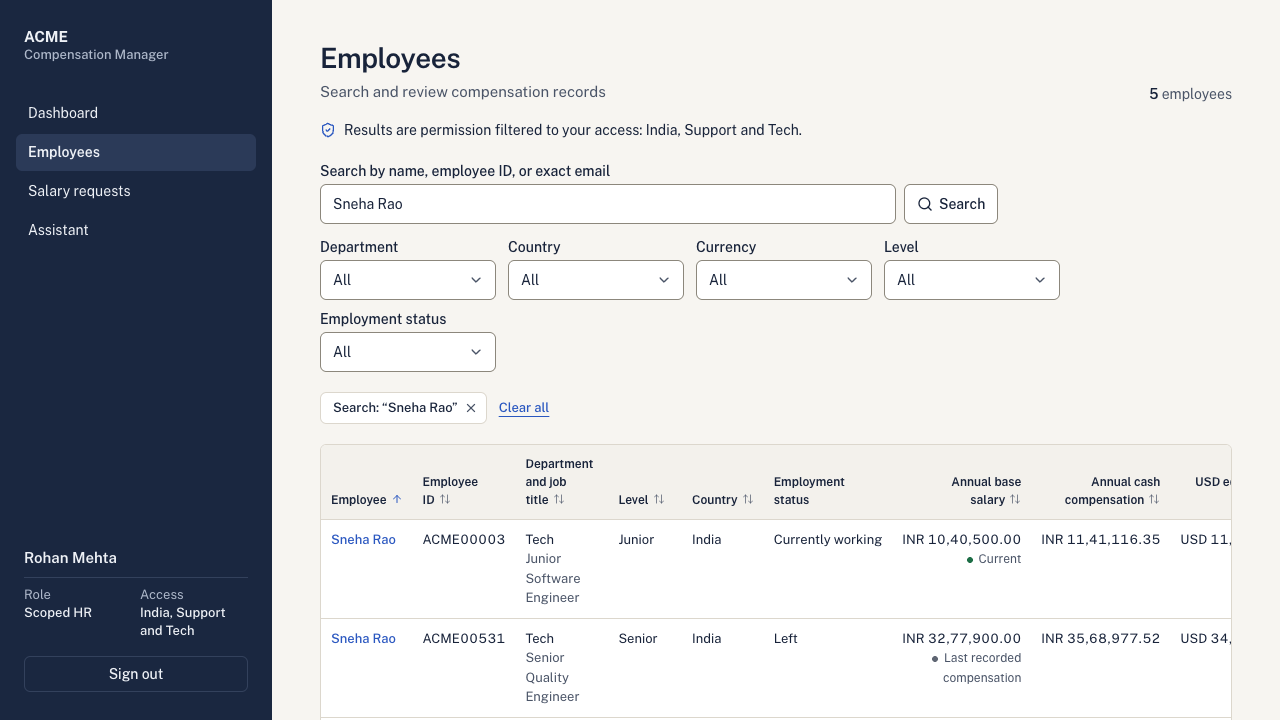 ACME
Compensation Manager
Dashboard
Employees
Salary requests
Assistant
Rohan Mehta
Role
Scoped HR
Access
India, Support
and Tech
Sign out
Employees
Search and review compensation records
5 employees
Results are permission filtered to your access: India, Support and Tech.
Search by name, employee ID, or exact email
Sneha Rao
Search
Department
Country
Currency
Level
All
All
All
All
Employment status
All
Search: “Sneha Rao”
Clear all
Employee
Employee
ID
Department
and job
title
Level
Country
Employment
status
Annual base
salary
Annual cash
compensation
USD
Sneha Rao
ACME00003
Tech
Junior
Software
Engineer
Junior
India
Currently working
INR 10,40,500.00
Current
INR 11,41,116.35
USD 11,
Sneha Rao
ACME00531
Tech
Senior
Quality
Engineer
Senior
India
Left
INR 32,77,900.00
Last recorded
compensation
INR 35,68,977.52
USD 34,